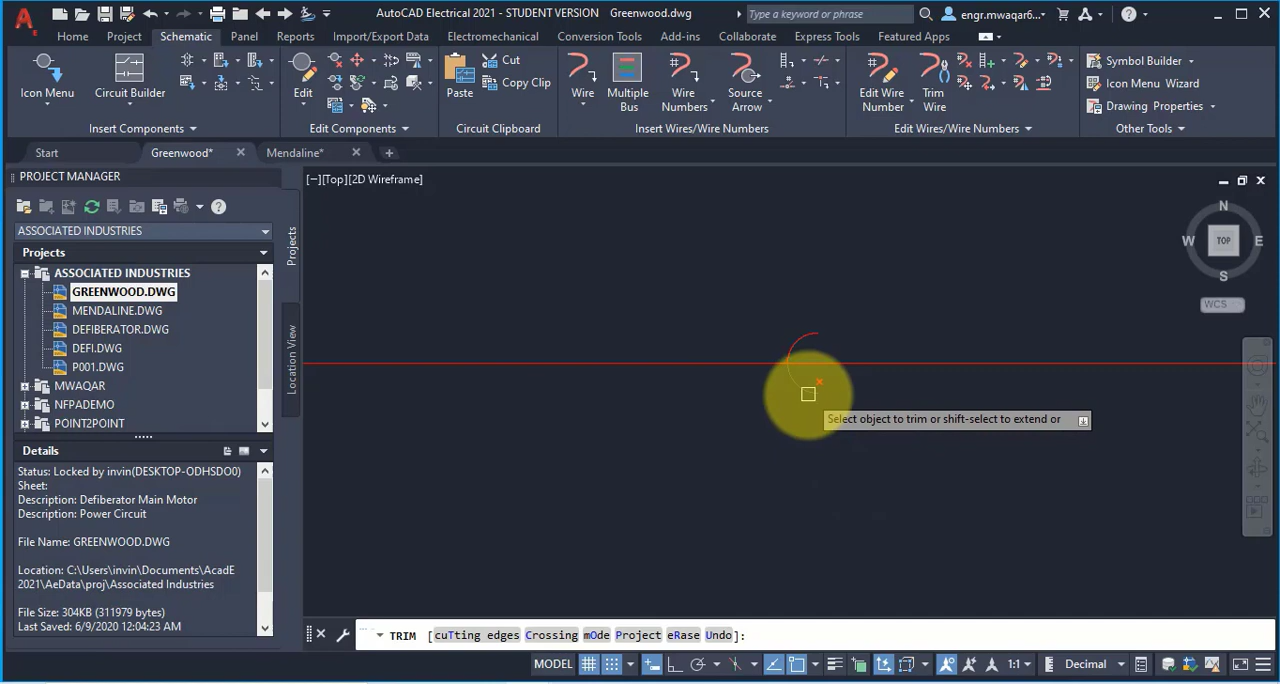 AutoCAD Electrical 2021 - STUDENT VERSION Greenwood.dwg
Type a keyword or phrase
engr.mwaqar6...
Home Project Schematic Panel Reports Import/Export Data Electromechanical Conversion Tools Add-ins Collaborate Express Tools Featured Apps
Icon Menu
Circuit Builder
Edit
Paste
Cut
Copy Clip
Wire
Multiple Bus
Wire Numbers
Source Arrow
Edit Wire Number
Trim Wire
Symbol Builder
Icon Menu Wizard
Drawing Properties
Insert Components Edit Components Circuit Clipboard Insert Wires/Wire Numbers Edit Wires/Wire Numbers Other Tools
Start Greenwood* Mendaline*
PROJECT MANAGER
[−][Top][2D Wireframe]
ASSOCIATED INDUSTRIES
Projects
ASSOCIATED INDUSTRIES
GREENWOOD.DWG
MENDALINE.DWG
DEFIBERATOR.DWG
DEFI.DWG
P001.DWG
MWAQAR
NFPADEMO
POINT2POINT
Projects
Location View
N
W TOP E
S
WCS
Select object to trim or shift-select to extend or
Details
Status: Locked by invin(DESKTOP-ODHSDO0)
Sheet:
Description: Defiberator Main Motor
Description: Power Circuit
File Name: GREENWOOD.DWG
Location: C:\Users\invin\Documents\AcadE
2021\AeData\proj\Associated Industries
File Size: 304KB (311979 bytes)
Last Saved: 6/9/2020 12:04:23 AM
TRIM [cuTting edges Crossing mOde Project eRase Undo]:
MODEL 1:1 Decimal